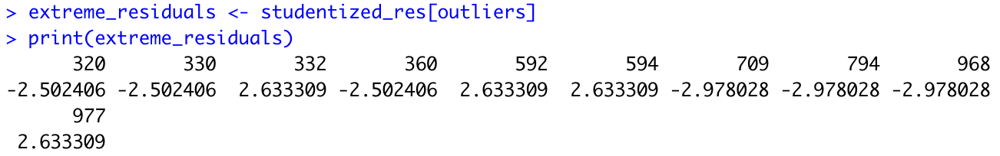 > extreme_residuals <- studentized_res[outliers]
> print(extreme_residuals)
320 330 332 360 592 594 709 794 968
-2.502406 -2.502406 2.633309 -2.502406 2.633309 2.633309 -2.978028 -2.978028 -2.978028
977
2.633309